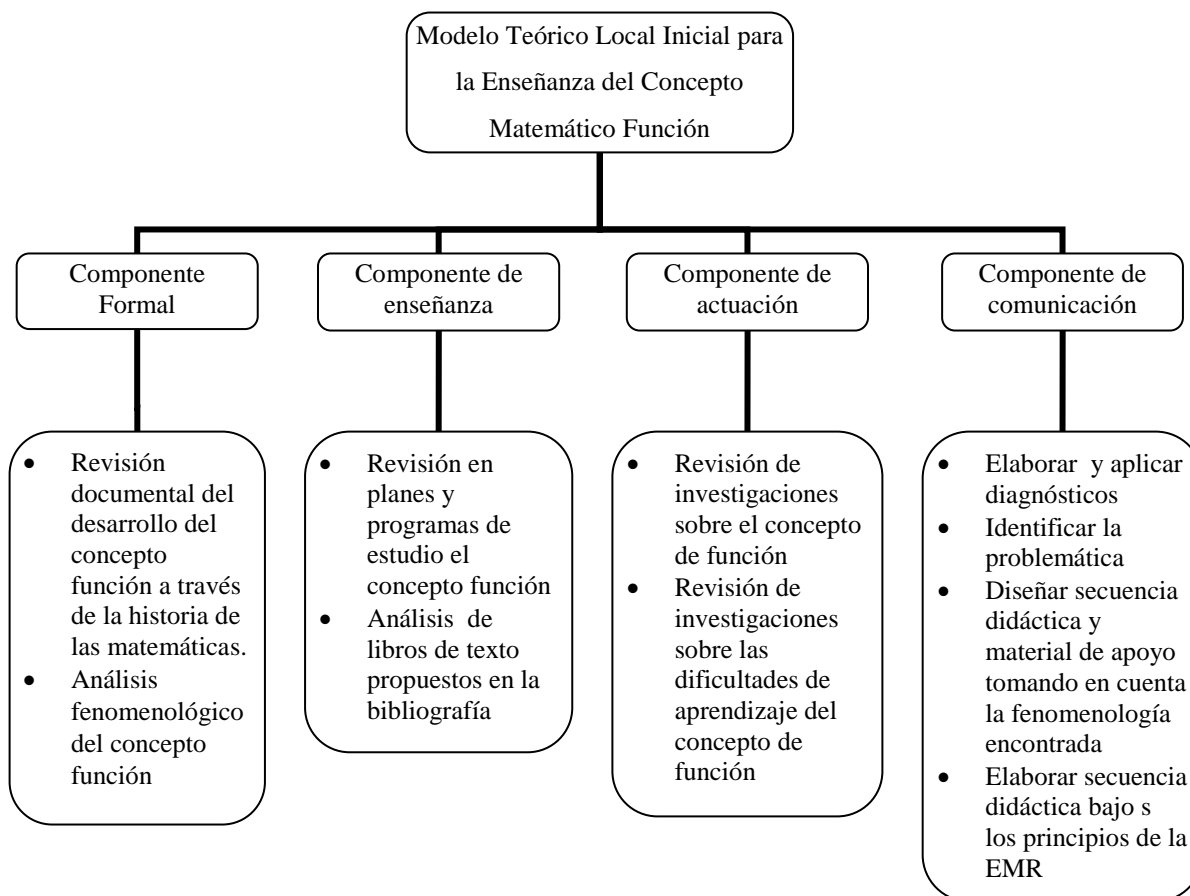 Modelo Teórico Local Inicial para
la Enseñanza del Concepto
Matemático Función
Componente
Formal
Componente de
enseñanza
Componente de
actuación
Componente de
comunicación
• Revisión
documental del
desarrollo del
concepto
función a través
de la historia de
las matemáticas.
• Análisis
fenomenológico
del concepto
función
• Revisión en
planes y
programas de
estudio el
concepto función
• Análisis de
libros de texto
propuestos en la
bibliografía
• Revisión de
investigaciones
sobre el concepto
de función
• Revisión de
investigaciones
sobre las
dificultades de
aprendizaje del
concepto de
función
• Elaborar y aplicar
diagnósticos
• Identificar la
problemática
• Diseñar secuencia
didáctica y
material de apoyo
tomando en cuenta
la fenomenología
encontrada
• Elaborar secuencia
didáctica bajo s
los principios de la
EMR